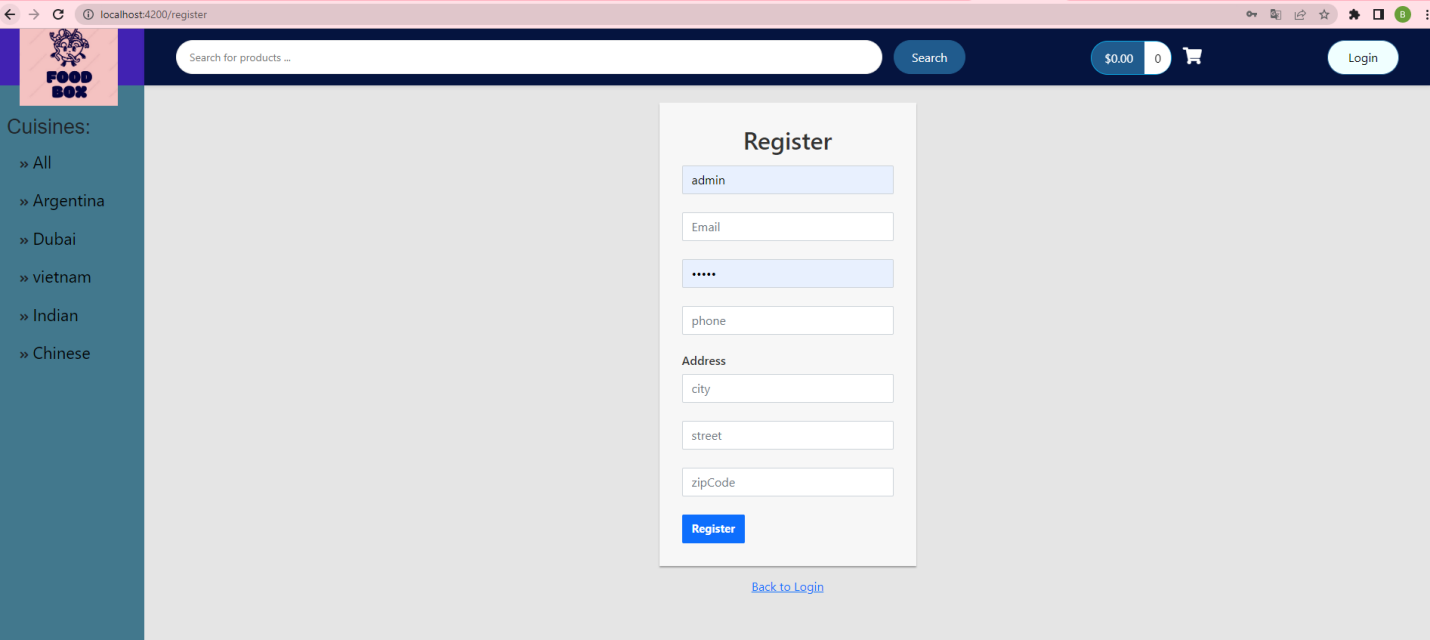 localhost:4200/register
B
FOOD
BOX
Search for products ...
Search
$0.00
0
Login
Cuisines:
» All
» Argentina
» Dubai
» vietnam
» Indian
» Chinese
Register
admin
Email
•••••
phone
Address
city
street
zipCode
Register
Back to Login